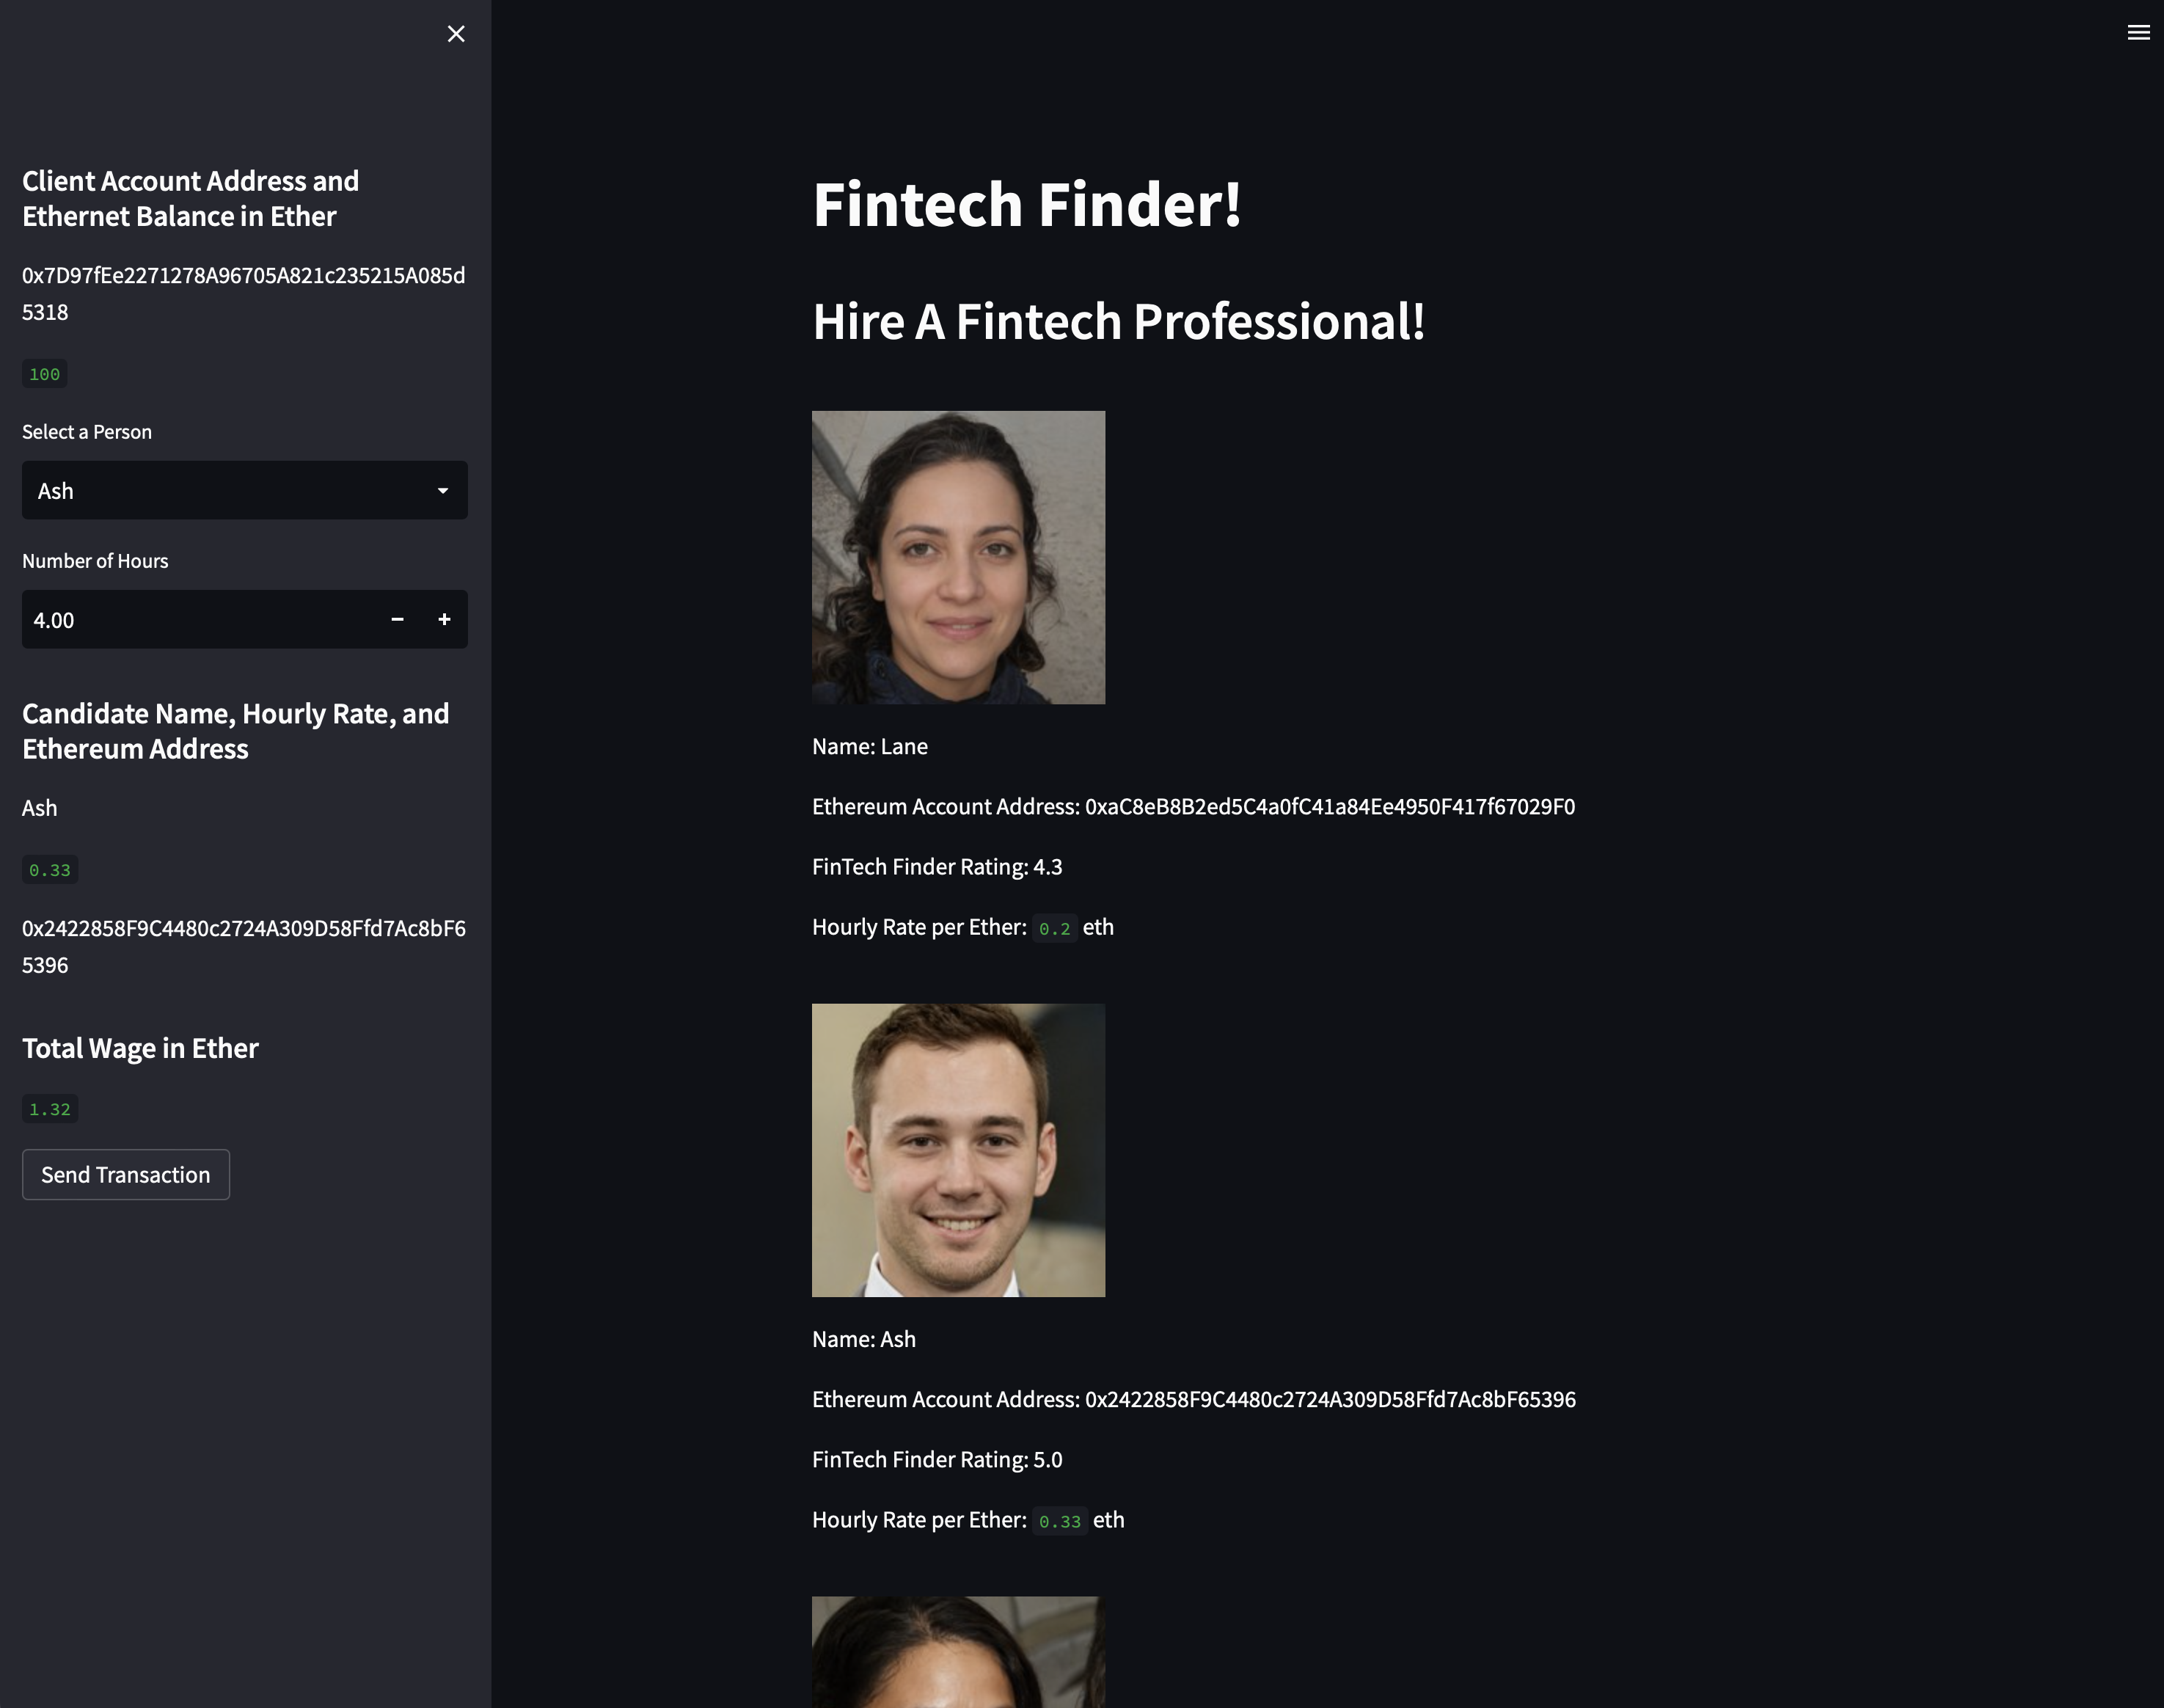 Client Account Address and
Ethernet Balance in Ether
0x7D97fEe2271278A96705A821c235215A085d
5318
100
Select a Person
Ash
Number of Hours
4.00
Candidate Name, Hourly Rate, and
Ethereum Address
Ash
0.33
0x2422858F9C4480c2724A309D58Ffd7Ac8bF6
5396
Total Wage in Ether
1.32
Send Transaction
Fintech Finder!
Hire A Fintech Professional!
Name: Lane
Ethereum Account Address: 0xaC8eB8B2ed5C4a0fC41a84Ee4950F417f67029F0
FinTech Finder Rating: 4.3
Hourly Rate per Ether: 0.2 eth
Name: Ash
Ethereum Account Address: 0x2422858F9C4480c2724A309D58Ffd7Ac8bF65396
FinTech Finder Rating: 5.0
Hourly Rate per Ether: 0.33 eth